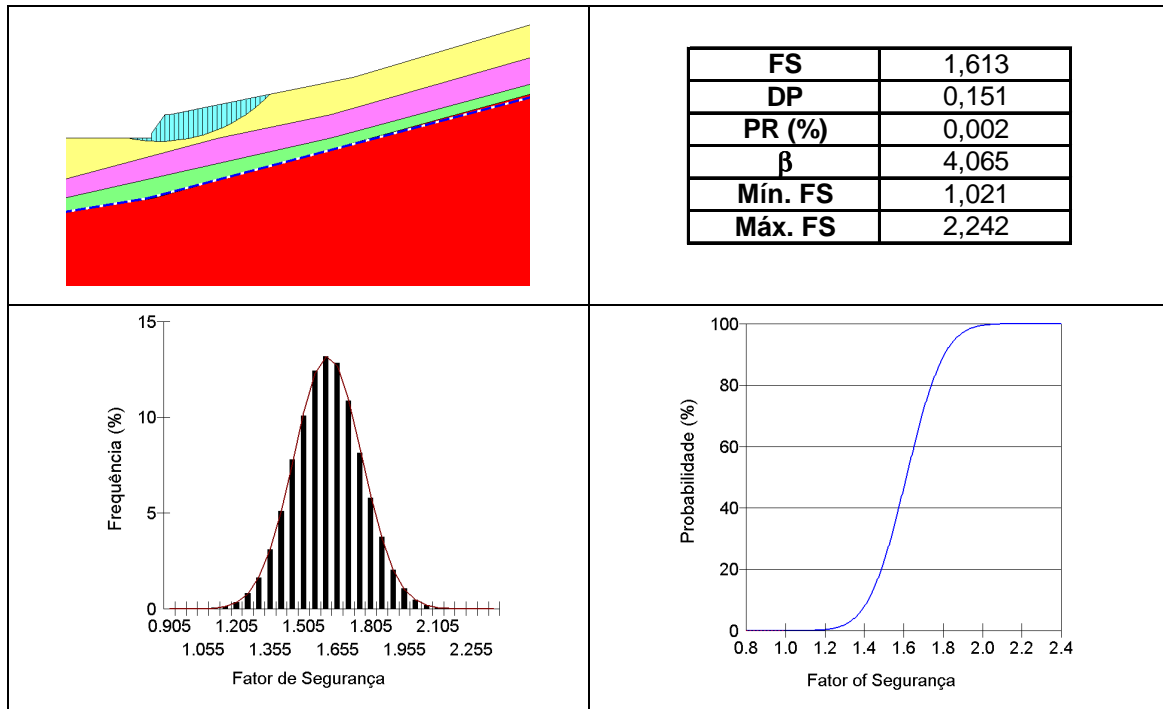 FS 1,613
DP 0,151
PR (%) 0,002
β 4,065
Mín. FS 1,021
Máx. FS 2,242
15
10
5
0
Frequência (%)
0.905 1.205 1.505 1.805 2.105
1.055 1.355 1.655 1.955 2.255
Fator de Segurança
100
80
60
40
20
0
Probabilidade (%)
0.8 1.0 1.2 1.4 1.6 1.8 2.0 2.2 2.4
Fator of Segurança